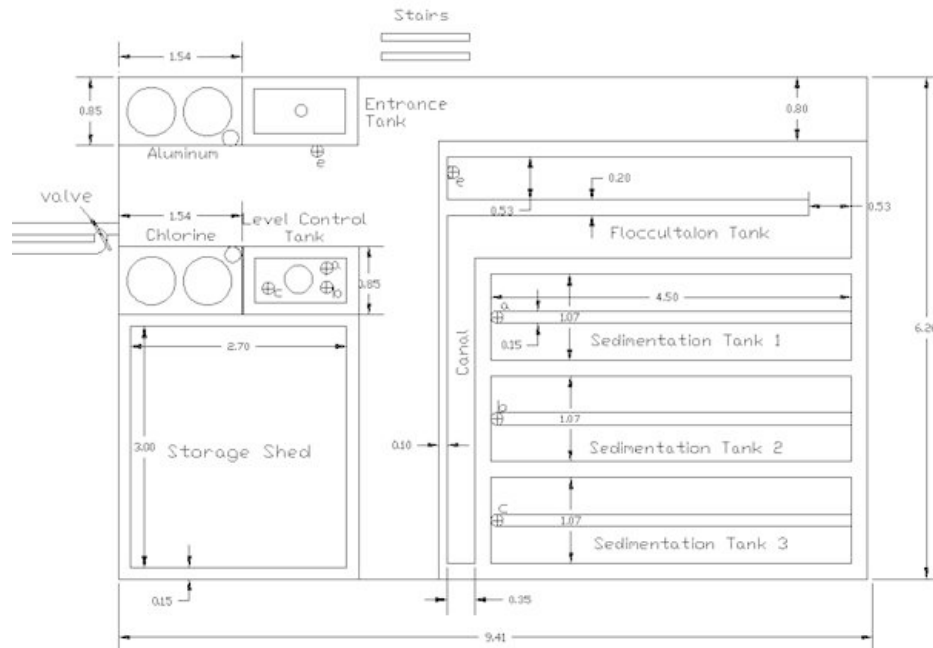 Stairs
1.54
0.85
Entrance
Tank
0.80
Aluminum
e
valve
1.54
Chlorine
Level Control
Tank
0.20
0.53
0.53
Floccultaion Tank
a
b
c
0.85
4.50
a
1.07
0.15
Sedimentation Tank 1
6.20
Canal
2.70
b
1.07
3.00
Storage Shed
0.10
Sedimentation Tank 2
c
1.07
Sedimentation Tank 3
0.15
0.35
9.41